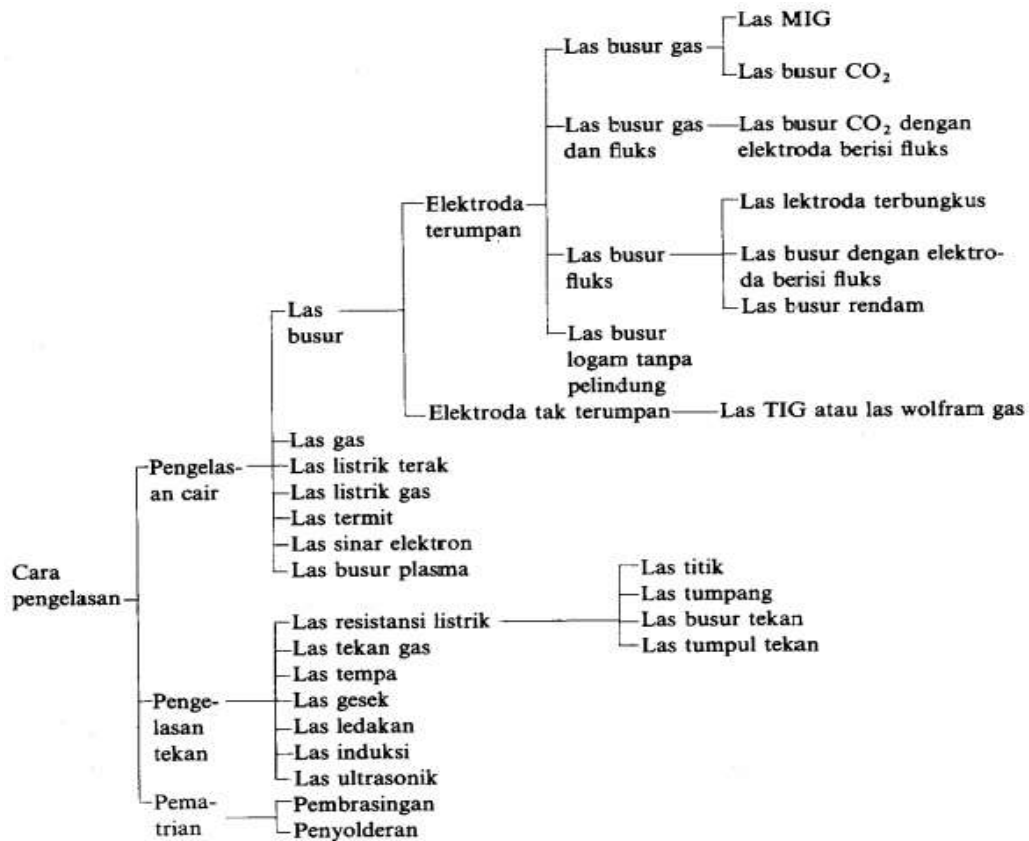 Las MIG
Las busur gas
Las busur CO₂
Las busur gas
dan fluks
Las busur CO₂ dengan
elektroda berisi fluks
Elektroda
terumpan
Las lektroda terbungkus
Las busur
fluks
Las busur dengan elektro-
da berisi fluks
Las busur rendam
Las
busur
Las busur
logam tanpa
pelindung
Elektroda tak terumpan
Las TIG atau las wolfram gas
Pengelas-
an cair
Las gas
Las listrik terak
Las listrik gas
Las termit
Las sinar elektron
Las busur plasma
Cara
pengelasan
Las resistansi listrik
Las titik
Las tumpang
Las busur tekan
Las tumpul tekan
Las tekan gas
Las tempa
Penge-
lasan
tekan
Las gesek
Las ledakan
Las induksi
Las ultrasonik
Pema-
trian
Pembrasingan
Penyolderan